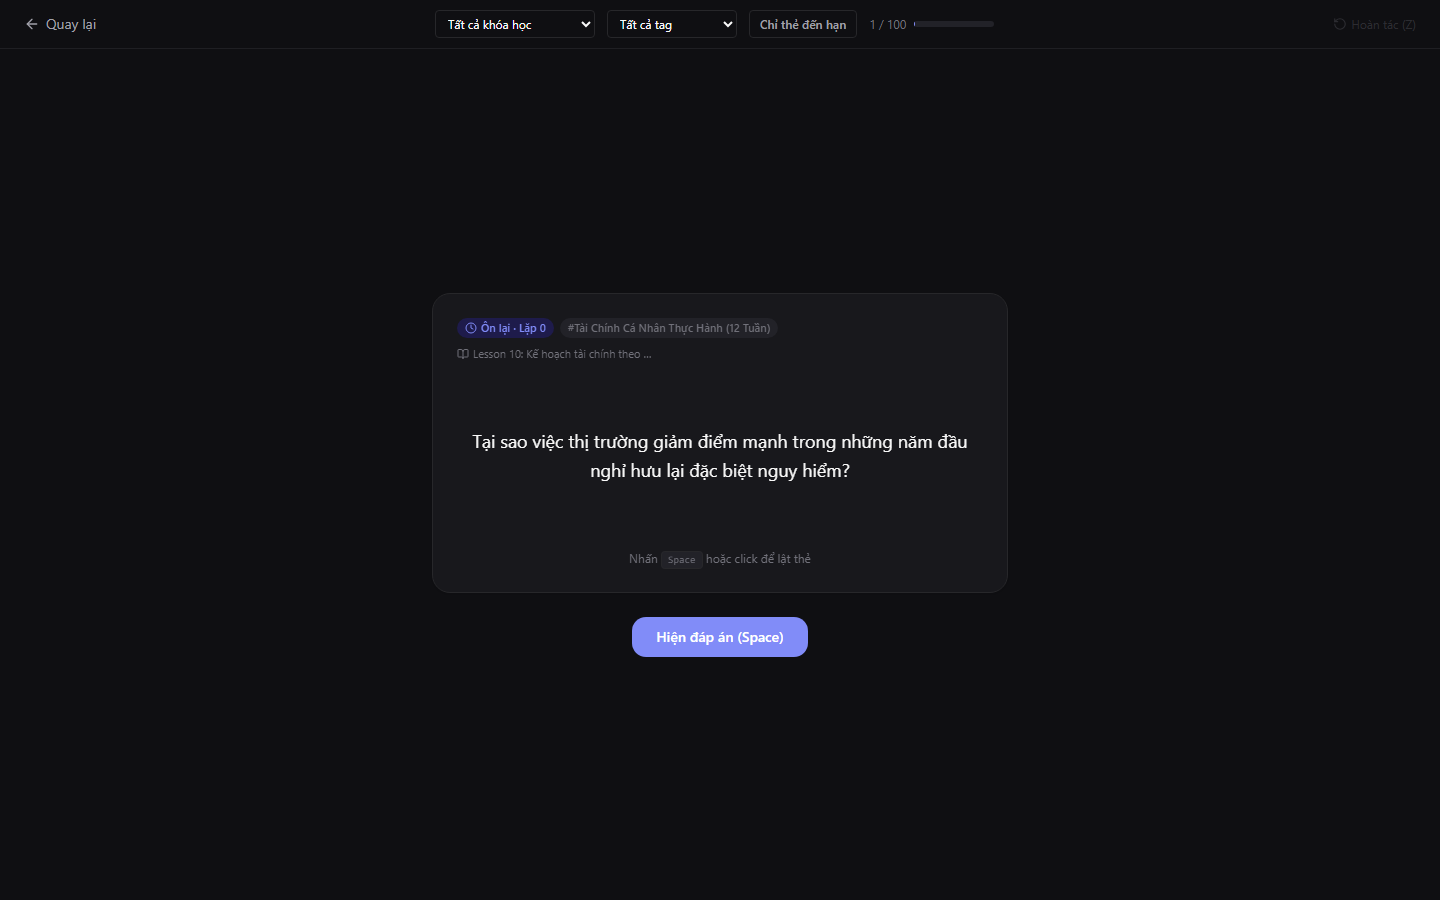 Quay lại
Tất cả khóa học
Tất cả tag
Chỉ thẻ đến hạn
1 / 100
Hoàn tác (Z)
Ôn lại · Lặp 0
#Tài Chính Cá Nhân Thực Hành (12 Tuần)
Lesson 10: Kế hoạch tài chính theo ...
Tại sao việc thị trường giảm điểm mạnh trong những năm đầu
nghỉ hưu lại đặc biệt nguy hiểm?
Nhấn Space hoặc click để lật thẻ
Hiện đáp án (Space)